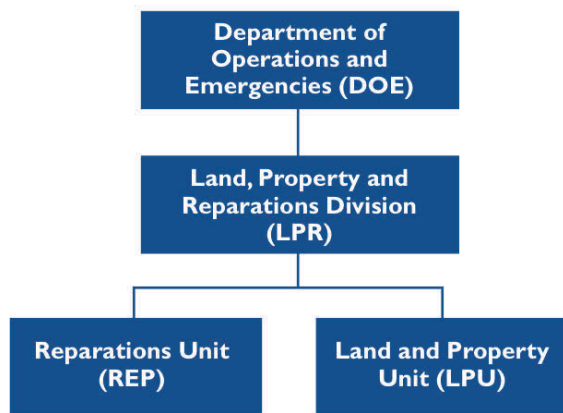 Department of
Operations and
Emergencies (DOE)
Land, Property and
Reparations Division
(LPR)
Reparations Unit
(REP)
Land and Property
Unit (LPU)